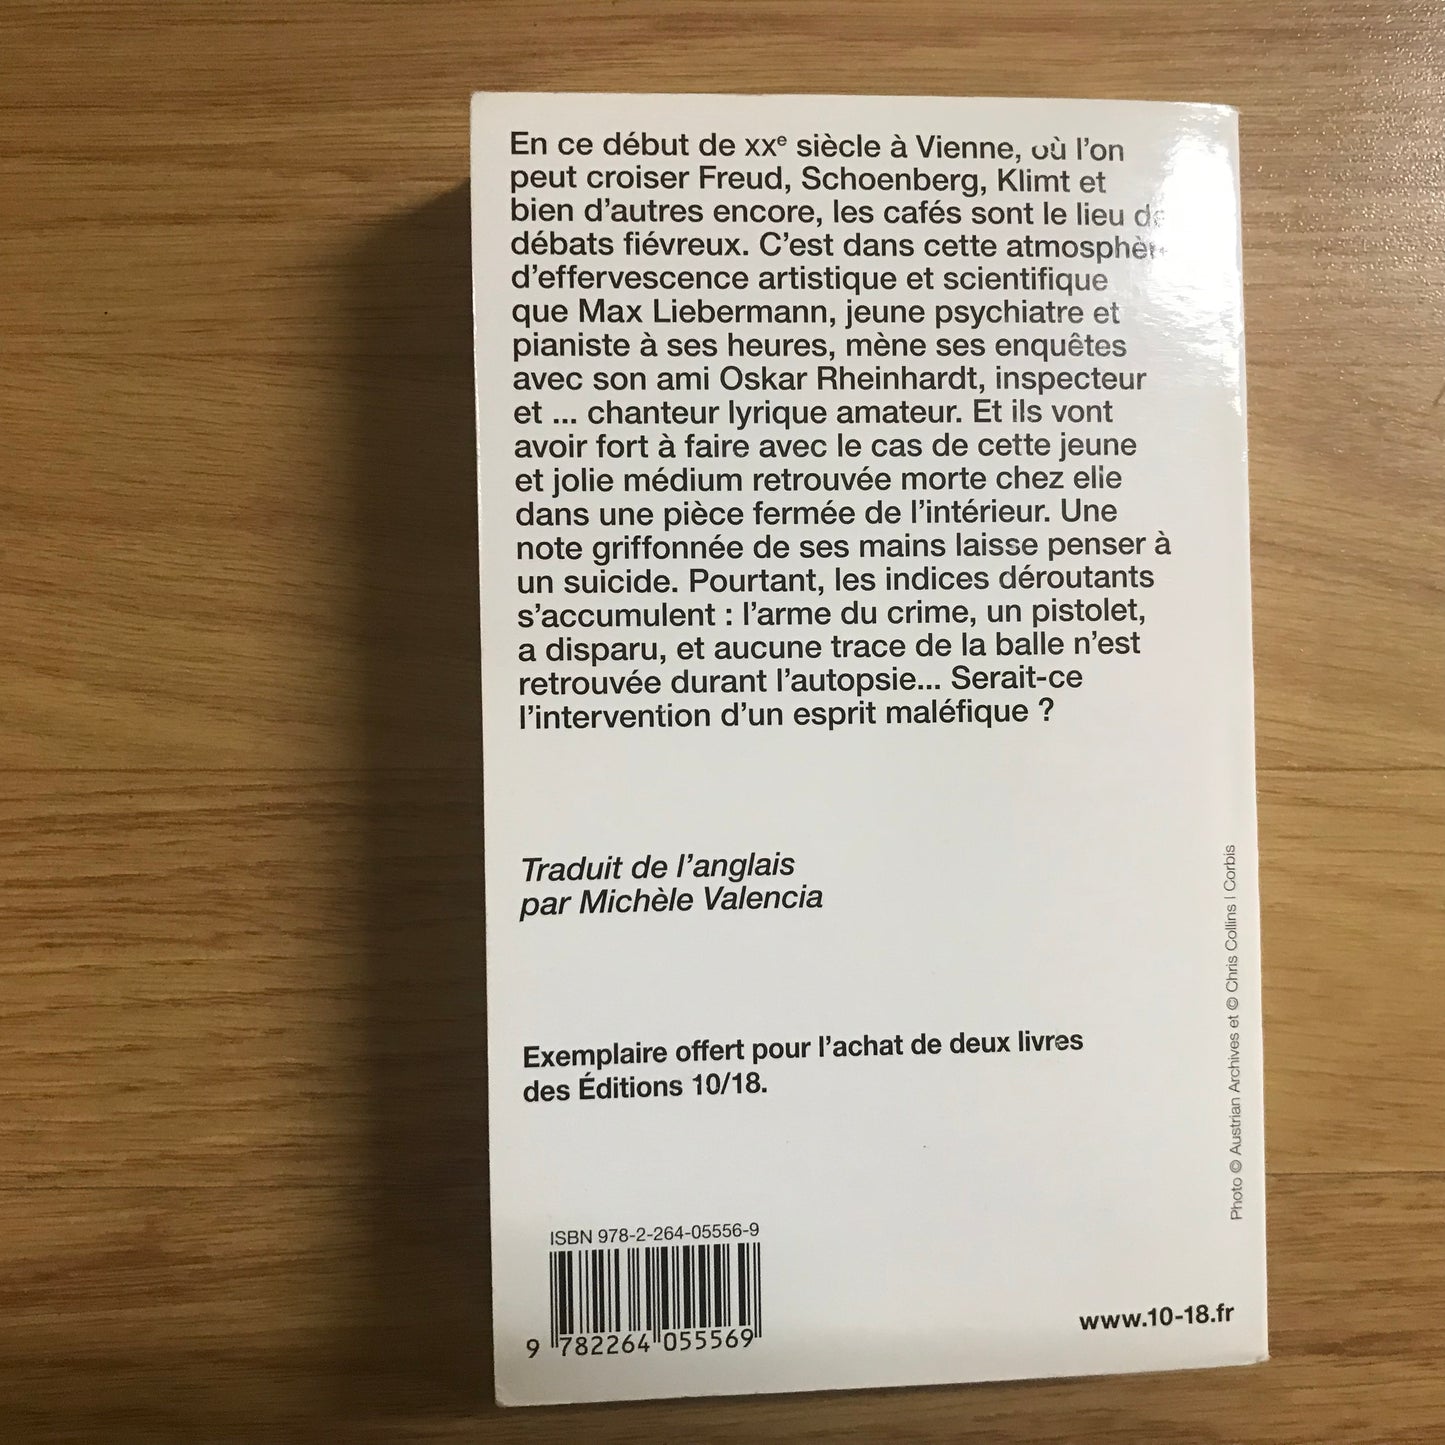 En ce début de XXe siècle à Vienne, où l'on
peut croiser Freud, Schoenberg, Klimt et
bien d'autres encore, les cafés sont le lieu de
débats fiévreux. C'est dans cette atmosphère
d'effervescence artistique et scientifique
que Max Liebermann, jeune psychiatre et
pianiste à ses heures, mène ses enquêtes
avec son ami Oskar Rheinhardt, inspecteur
et ... chanteur lyrique amateur. Et ils vont
avoir fort à faire avec le cas de cette jeune
et jolie médium retrouvée morte chez elle
dans une pièce fermée de l'intérieur. Une
note griffonnée de ses mains laisse penser à
un suicide. Pourtant, les indices déroutants
s'accumulent : l'arme du crime, un pistolet,
a disparu, et aucune trace de la balle n'est
retrouvée durant l'autopsie... Serait-ce
l'intervention d'un esprit maléfique ?
Traduit de l'anglais
par Michèle Valencia
Exemplaire offert pour l'achat de deux livres
des Éditions 10/18.
Photo © Austrian Archives et © Chris Collins | Corbis
ISBN 978-2-264-05556-9
9 782264 055569
www.10-18.fr